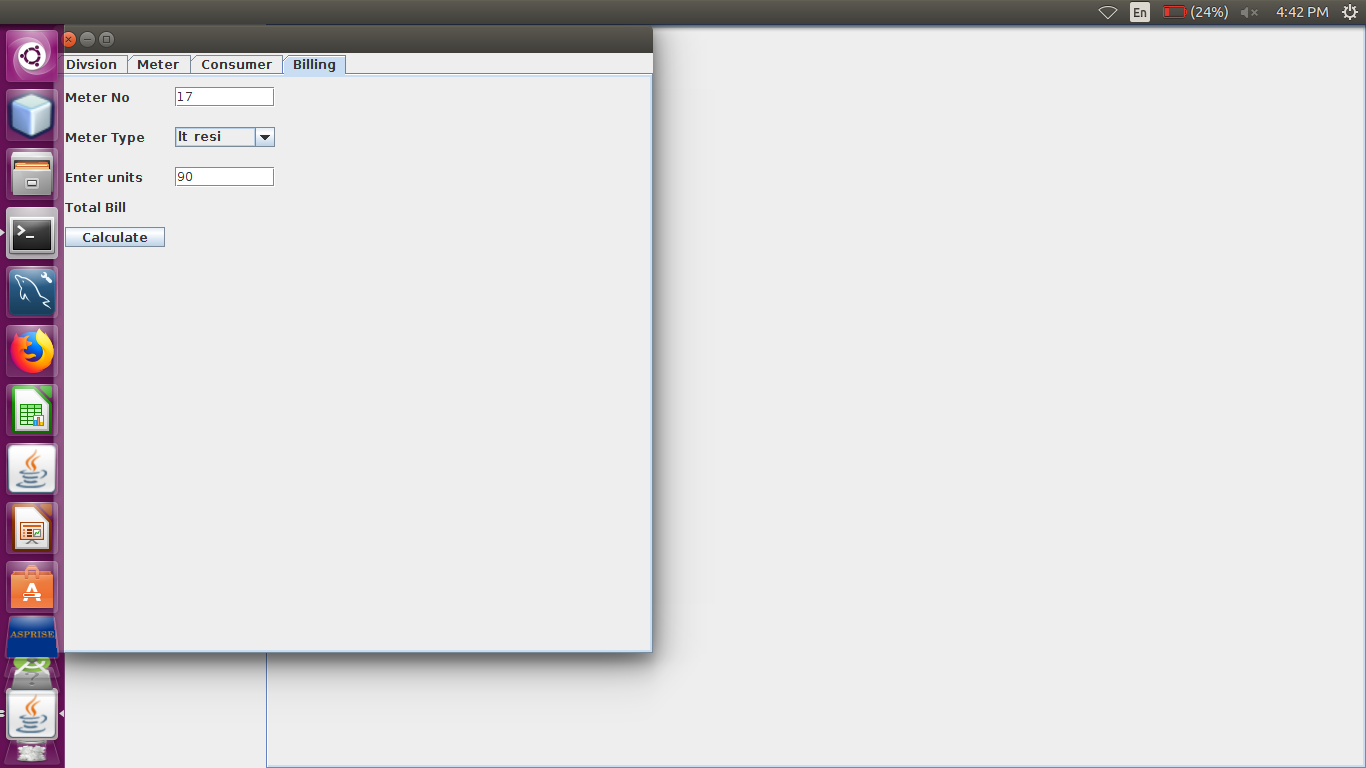 En (24%) 4:42 PM
Divsion Meter Consumer Billing
Meter No 17
Meter Type lt resi
Enter units 90
Total Bill
Calculate
ASPRISE